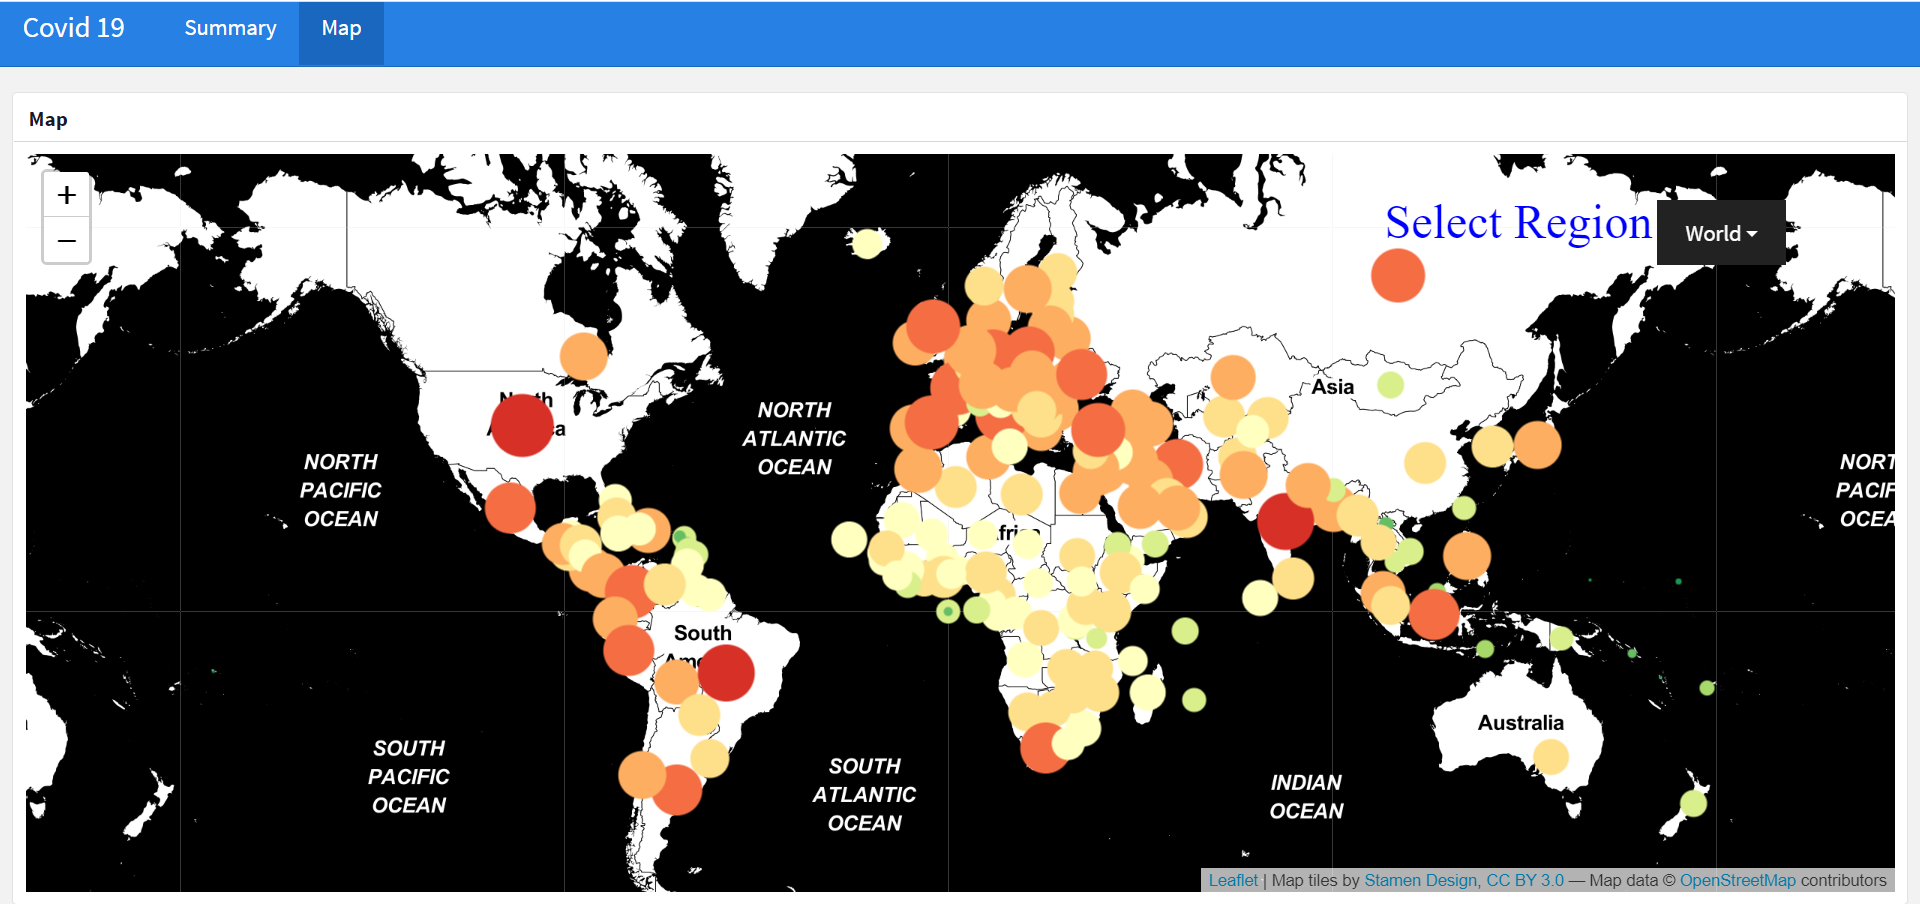 Covid 19 Summary Map
Map
+
−
Select Region World
Asia
NORTH
ATLANTIC
OCEAN
NORTH
PACIFIC
OCEAN
NORT
PACIF
OCEA
South
Australia
SOUTH
PACIFIC
OCEAN
SOUTH
ATLANTIC
OCEAN
INDIAN
OCEAN
Leaflet | Map tiles by Stamen Design, CC BY 3.0 — Map data © OpenStreetMap contributors